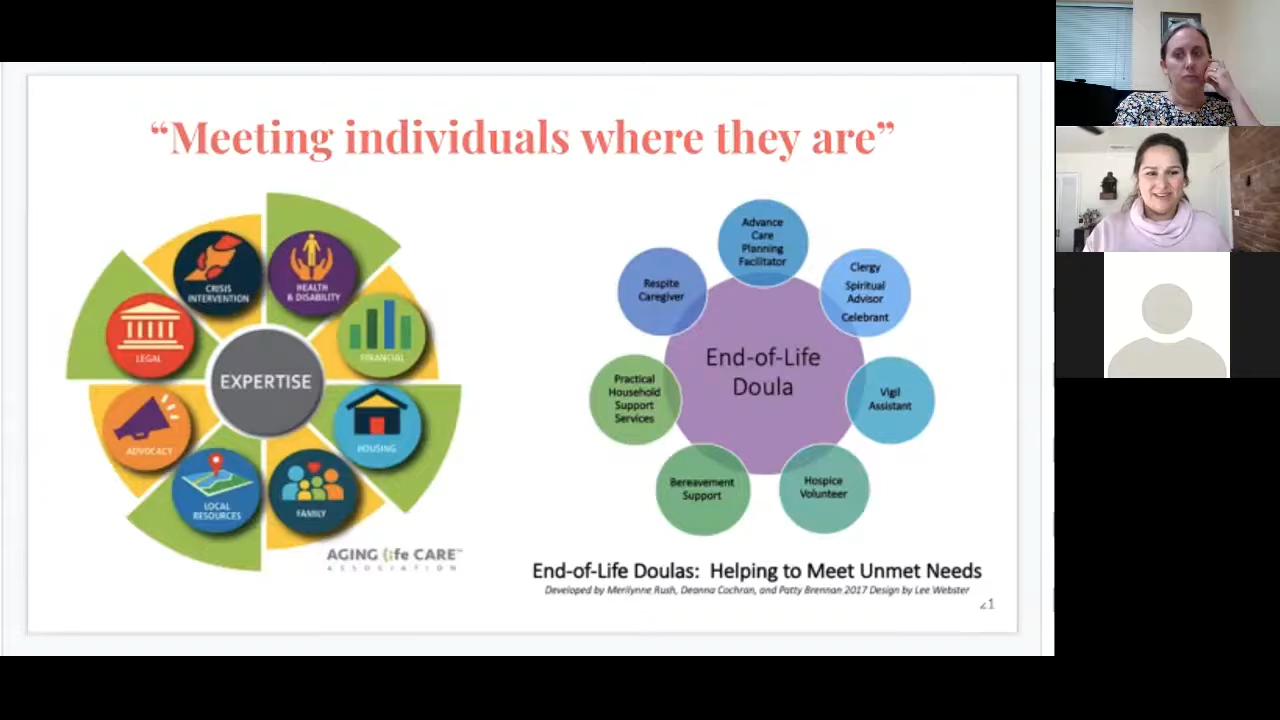 “Meeting individuals where they are”
CRISIS
INTERVENTION
HEALTH
& DISABILITY
LEGAL
FINANCIAL
EXPERTISE
ADVOCACY
HOUSING
LOCAL
RESOURCES
FAMILY
AGING life CARE™
ASSOCIATION
Advance
Care
Planning
Facilitator
Respite
Caregiver
Clergy
Spiritual
Advisor
Celebrant
End-of-Life
Doula
Practical
Household
Support
Services
Vigil
Assistant
Bereavement
Support
Hospice
Volunteer
End-of-Life Doulas: Helping to Meet Unmet Needs
Developed by Merilynne Rush, Deanna Cochran, and Patty Brennan 2017 Design by Lee Webster
21